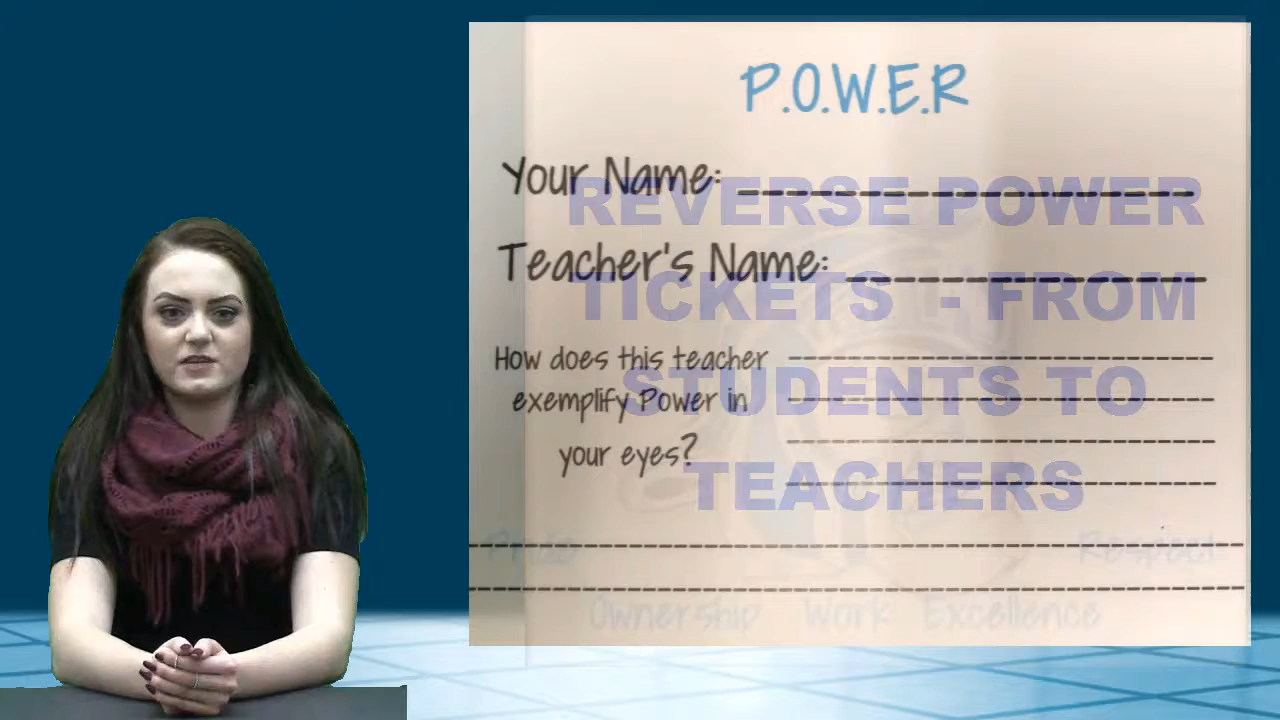 P.O.W.E.R
Your Name:
REVERSE POWER
Teacher's Name:
TICKETS - FROM
How does this teacher
exemplify Power in
STUDENTS TO
your eyes?
TEACHERS
Pride Respect
Ownership Work Excellence